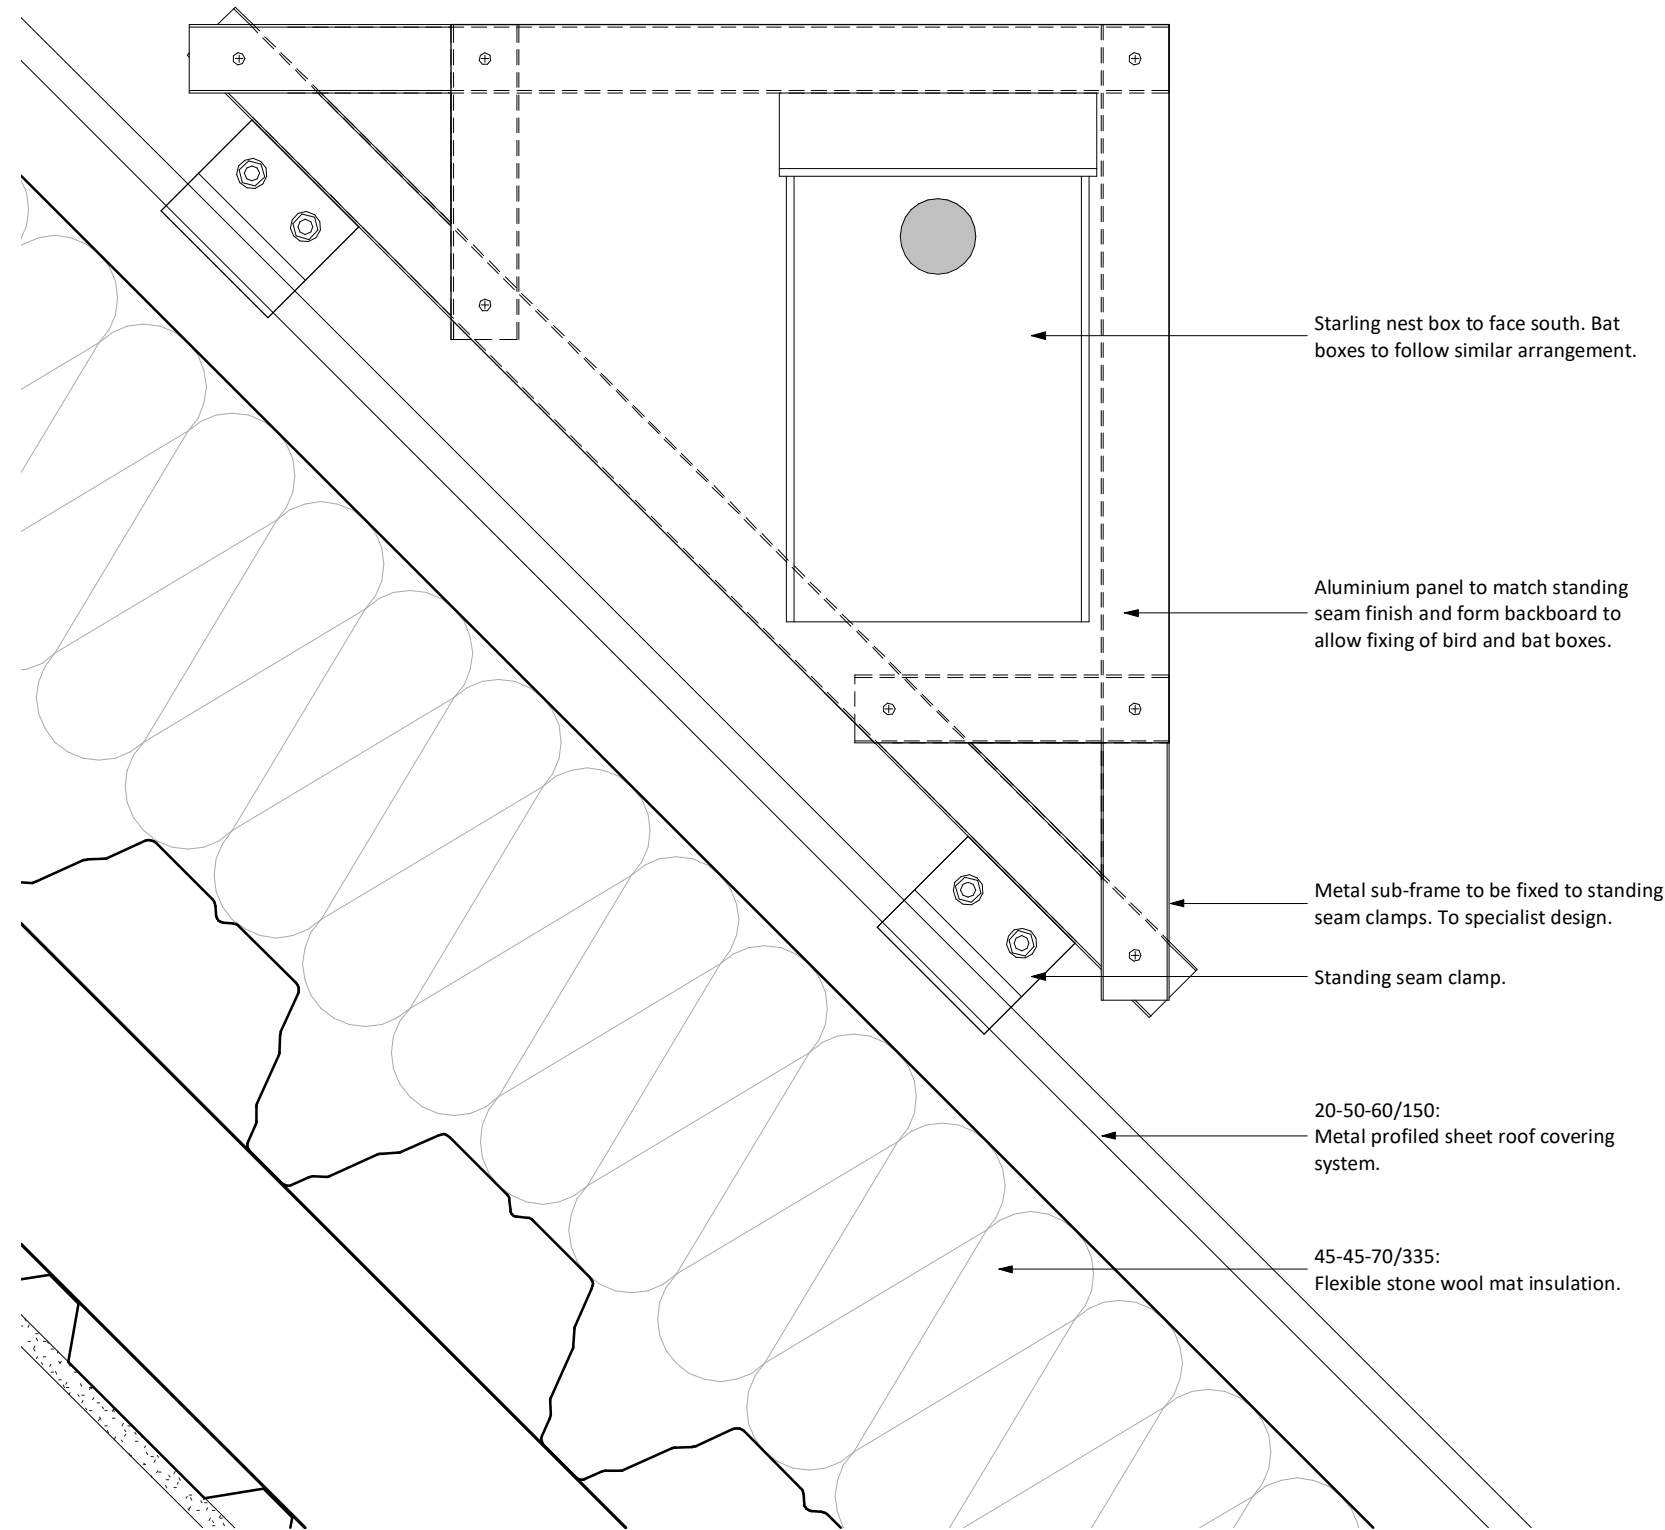 Starling nest box to face south. Bat
boxes to follow similar arrangement.
Aluminium panel to match standing
seam finish and form backboard to
allow fixing of bird and bat boxes.
Metal sub-frame to be fixed to standing
seam clamps. To specialist design.
Standing seam clamp.
20-50-60/150:
Metal profiled sheet roof covering
system.
45-45-70/335:
Flexible stone wool mat insulation.